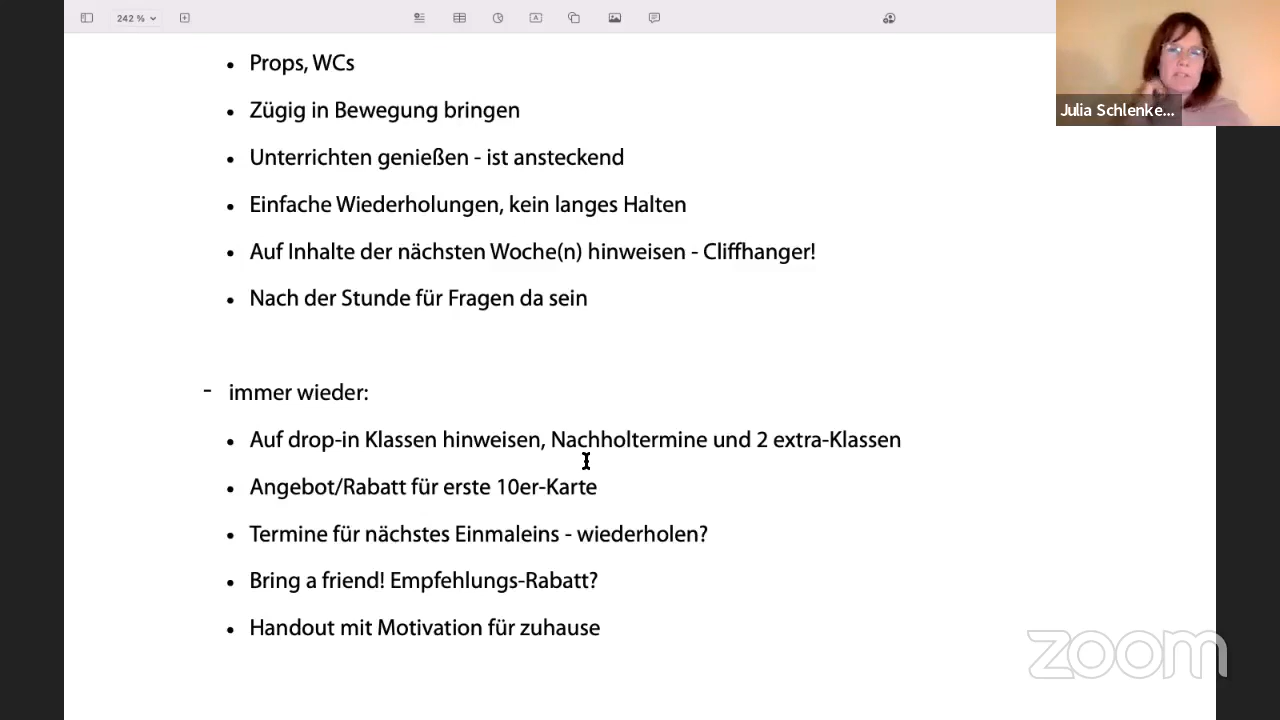 242 %
• Props, WCs
• Zügig in Bewegung bringen
• Unterrichten genießen - ist ansteckend
• Einfache Wiederholungen, kein langes Halten
• Auf Inhalte der nächsten Woche(n) hinweisen - Cliffhanger!
• Nach der Stunde für Fragen da sein
- immer wieder:
• Auf drop-in Klassen hinweisen, Nachholtermine und 2 extra-Klassen
• Angebot/Rabatt für erste 10er-Karte
• Termine für nächstes Einmaleins - wiederholen?
• Bring a friend! Empfehlungs-Rabatt?
• Handout mit Motivation für zuhause
Julia Schlenke...
zoom